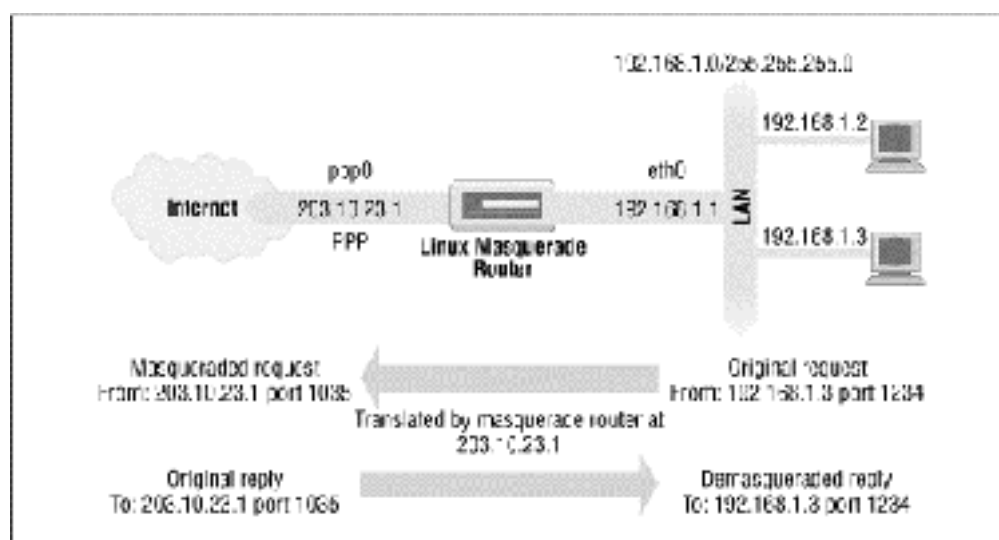 192.168.1.0/255.255.255.0
192.168.1.2
ppp0
eth0
Internet
203.10.23.1
192.168.1.1
LAN
PPP
Linux Masquerade
Router
192.168.1.3
Masqueraded request
From: 203.10.23.1 port 1035
Original request
From: 192.168.1.3 port 1234
Translated by masquerade router at
203.10.23.1
Original reply
To: 203.10.23.1 port 1035
Demasqueraded reply
To: 192.168.1.3 port 1234